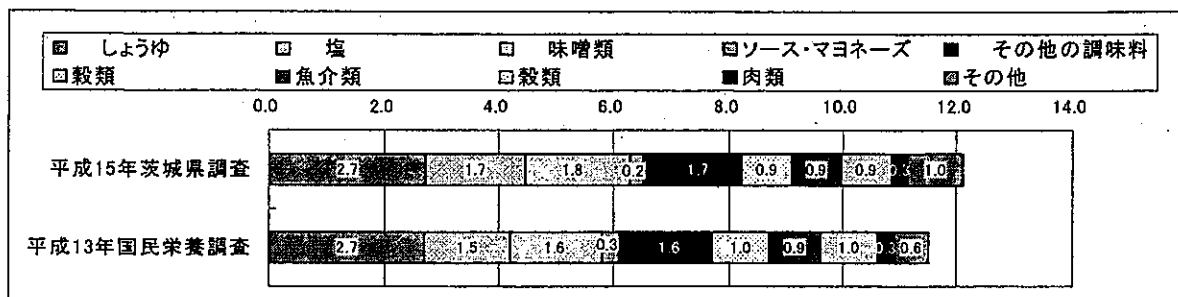 しょうゆ 塩 味噌類 ソース・マヨネーズ その他の調味料
穀類 魚介類 穀類 肉類 その他
0.0 2.0 4.0 6.0 8.0 10.0 12.0 14.0
平成15年茨城県調査 2.7 1.7 1.8 0.2 1.7 0.9 0.9 0.9 0.3 1.0
平成13年国民栄養調査 2.7 1.5 1.6 0.3 1.6 1.0 0.9 1.0 0.3 0.6